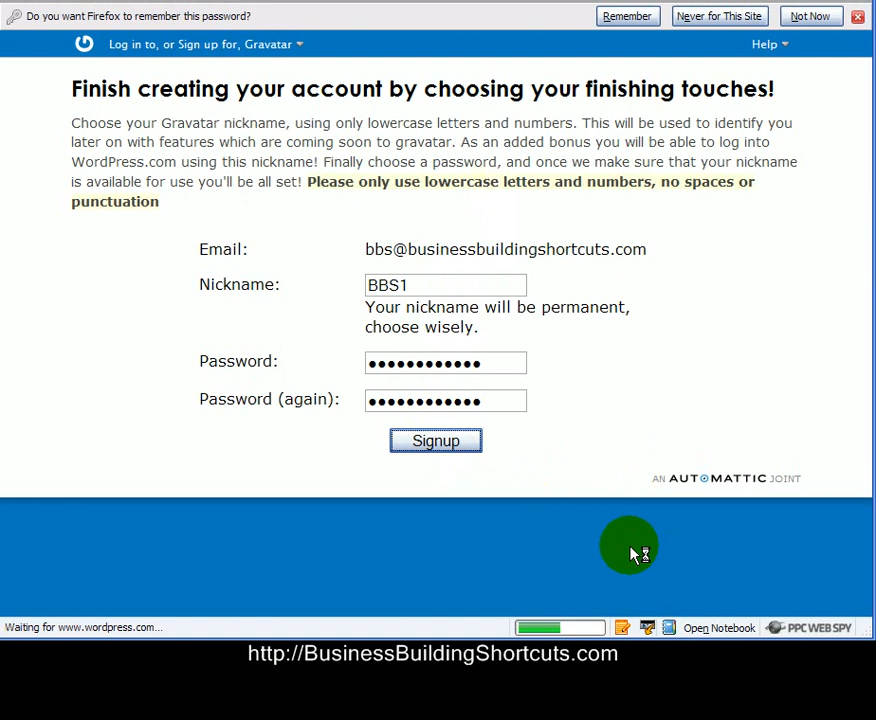 Do you want Firefox to remember this password?
Remember
Never for This Site
Not Now
Log in to, or Sign up for, Gravatar
Help
Finish creating your account by choosing your finishing touches!
Choose your Gravatar nickname, using only lowercase letters and numbers. This will be used to identify you
later on with features which are coming soon to gravatar. As an added bonus you will be able to log into
WordPress.com using this nickname! Finally choose a password, and once we make sure that your nickname
is available for use you'll be all set! Please only use lowercase letters and numbers, no spaces or
punctuation
Email: bbs@businessbuildingshortcuts.com
Nickname: BBS1
Your nickname will be permanent,
choose wisely.
Password: ●●●●●●●●●●●●
Password (again): ●●●●●●●●●●●●
Signup
AN AUTOMATTIC JOINT
Waiting for www.wordpress.com...
Open Notebook
PPC WEB SPY
http://BusinessBuildingShortcuts.com